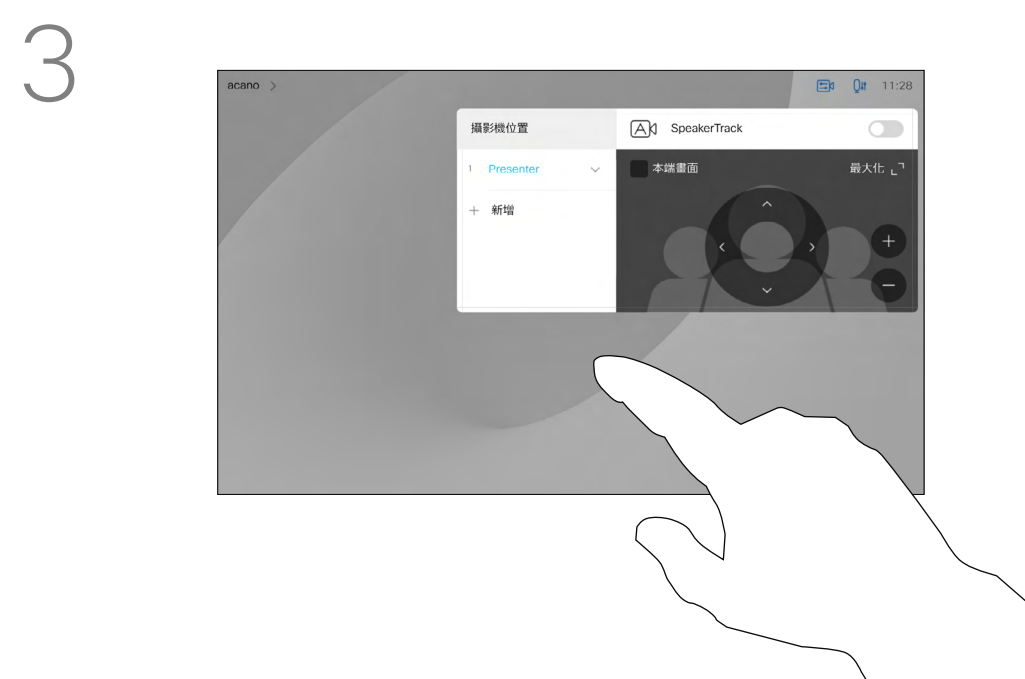 3
acano >
11:28
攝影機位置
SpeakerTrack
1 Presenter
本端畫面
最大化
+ 新增